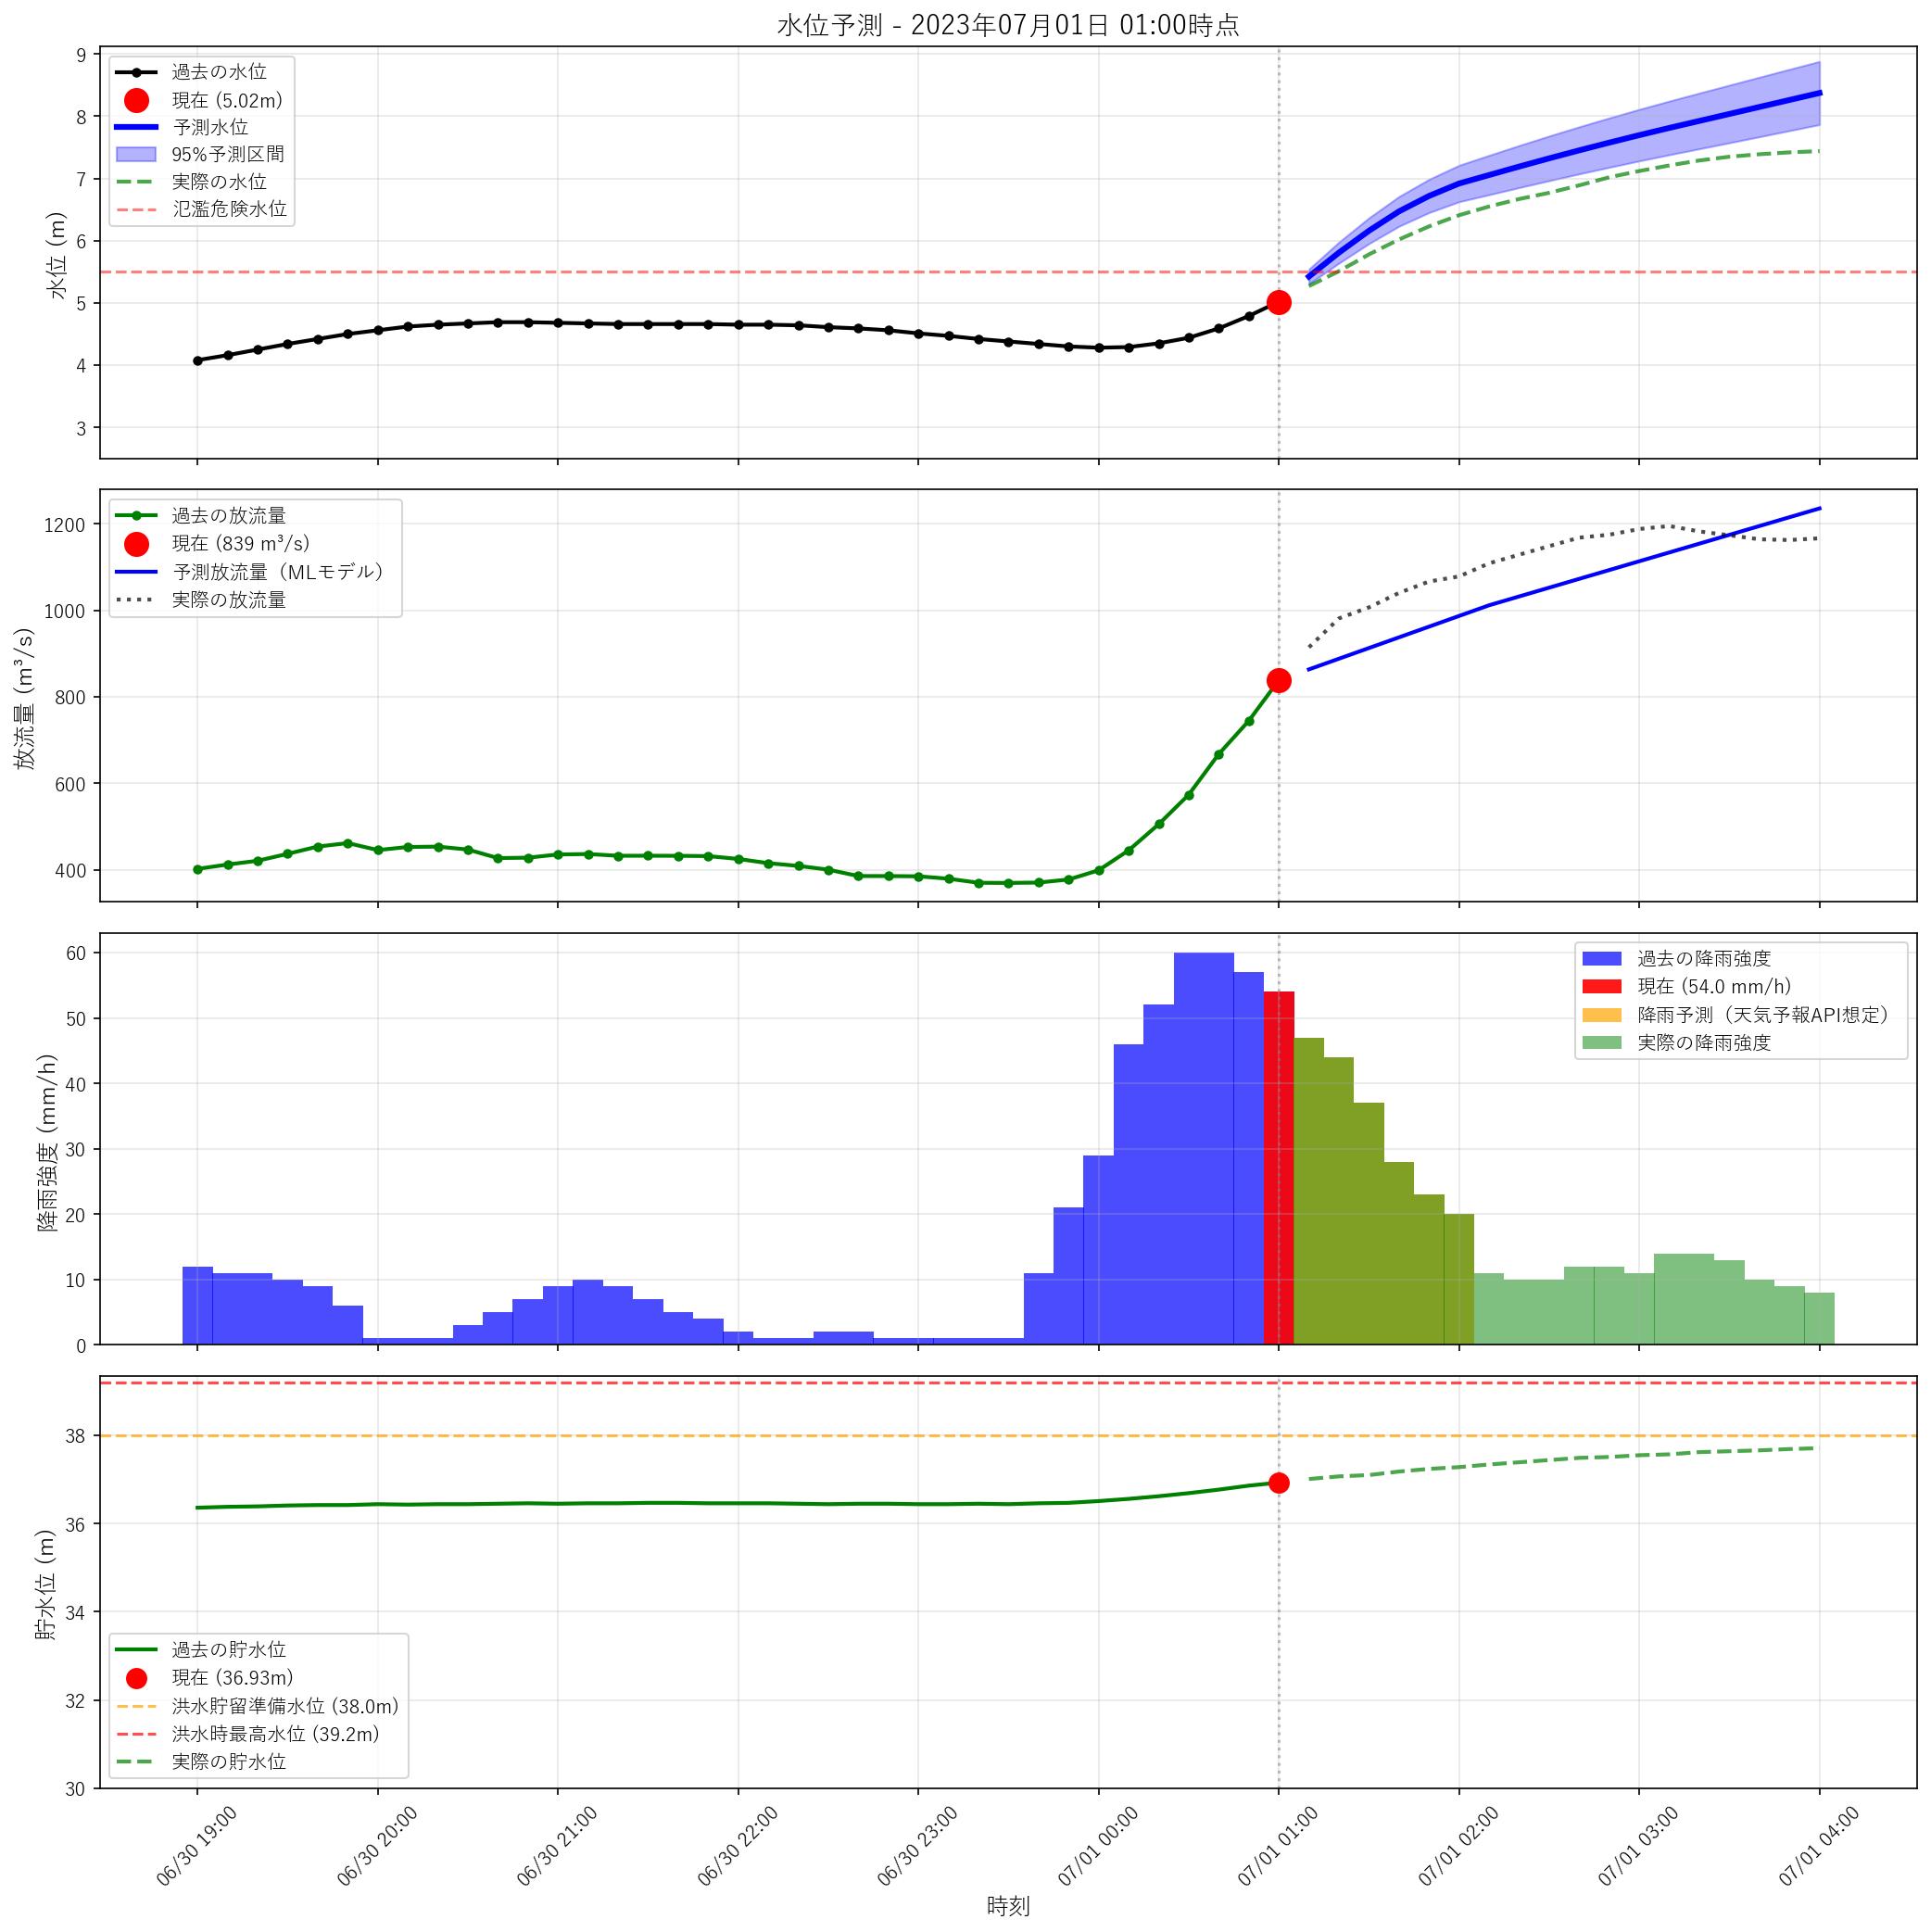 水位予測 - 2023年07月01日 01:00時点
9
8
7
6
5
4
3
水位 (m)
過去の水位
現在 (5.02m)
予測水位
95%予測区間
実際の水位
氾濫危険水位
1200
1000
800
600
400
放流量 (m³/s)
過去の放流量
現在 (839 m³/s)
予測放流量（MLモデル）
実際の放流量
60
50
40
30
20
10
0
降雨強度 (mm/h)
過去の降雨強度
現在 (54.0 mm/h)
降雨予測（天気予報API想定）
実際の降雨強度
38
36
34
32
30
貯水位 (m)
過去の貯水位
現在 (36.93m)
洪水貯留準備水位 (38.0m)
洪水時最高水位 (39.2m)
実際の貯水位
06/30 19:00
06/30 20:00
06/30 21:00
06/30 22:00
06/30 23:00
07/01 00:00
07/01 01:00
07/01 02:00
07/01 03:00
07/01 04:00
時刻